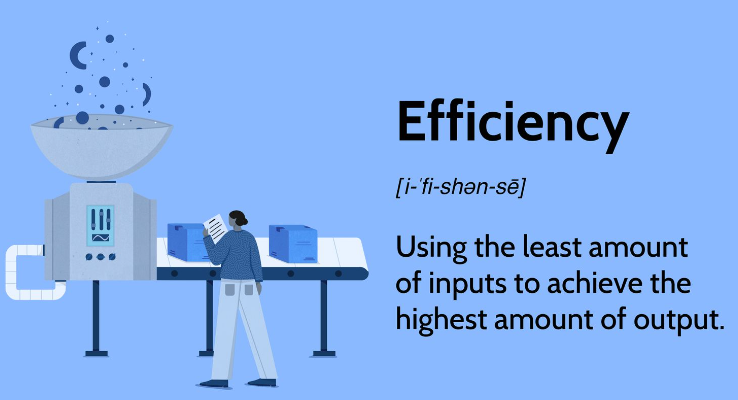 Efficiency
[i-ˈfi-shən-sē]
Using the least amount
of inputs to achieve the
highest amount of output.